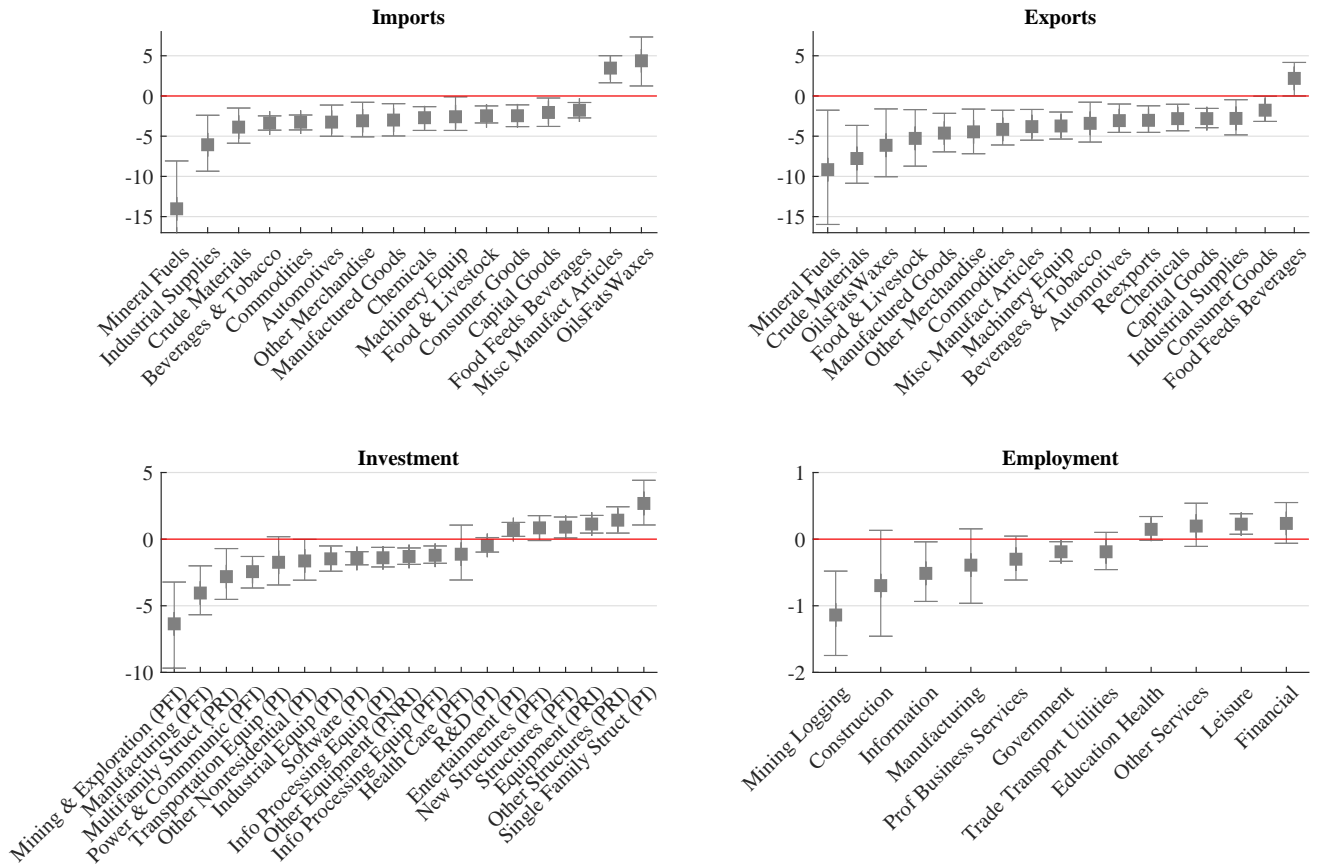 Imports
5
0
-5
-10
-15
Mineral Fuels
Industrial Supplies
Crude Materials
Beverages & Tobacco
Commodities
Automotives
Other Merchandise
Manufactured Goods
Chemicals
Machinery Equip
Food & Livestock
Consumer Goods
Capital Goods
Food Feeds Beverages
Misc Manufact Articles
OilsFatsWaxes
Exports
5
0
-5
-10
-15
Mineral Fuels
Crude Materials
OilsFatsWaxes
Food & Livestock
Manufactured Goods
Other Merchandise
Commodities
Misc Manufact Articles
Machinery Equip
Beverages & Tobacco
Automotives
Reexports
Chemicals
Capital Goods
Industrial Supplies
Consumer Goods
Food Feeds Beverages
Investment
5
0
-5
-10
Mining & Exploration (PFI)
Manufacturing (PFI)
Multifamily Struct (PRI)
Power & Communic (PFI)
Transportation Equip (PI)
Other Nonresidential (PI)
Industrial Equip (PI)
Software (PI)
Info Processing Equip (PI)
Other Equipment (PNRI)
Info Processing Equip (PFI)
Health Care (PFI)
R&D (PI)
Entertainment (PI)
New Structures (PFI)
Structures (PFI)
Equipment (PRI)
Other Structures (PRI)
Single Family Struct (PI)
Employment
1
0
-1
-2
Mining Logging
Construction
Information
Manufacturing
Prof Business Services
Government
Trade Transport Utilities
Education Health
Other Services
Leisure
Financial